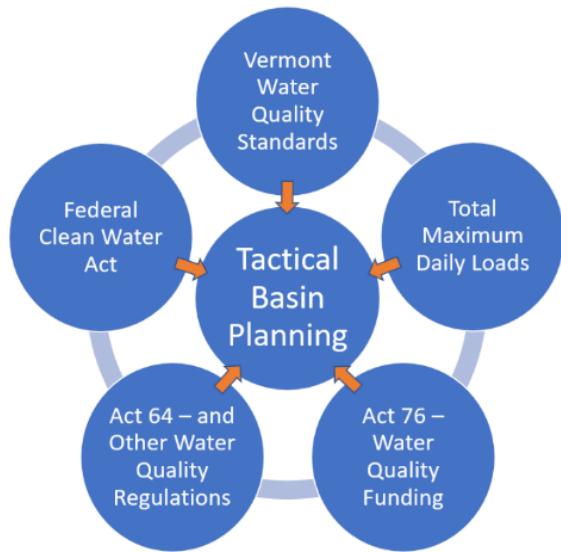 Vermont
Water
Quality
Standards
Federal
Clean Water
Act
Total
Maximum
Daily Loads
Tactical
Basin
Planning
Act 64 – and
Other Water
Quality
Regulations
Act 76 –
Water
Quality
Funding